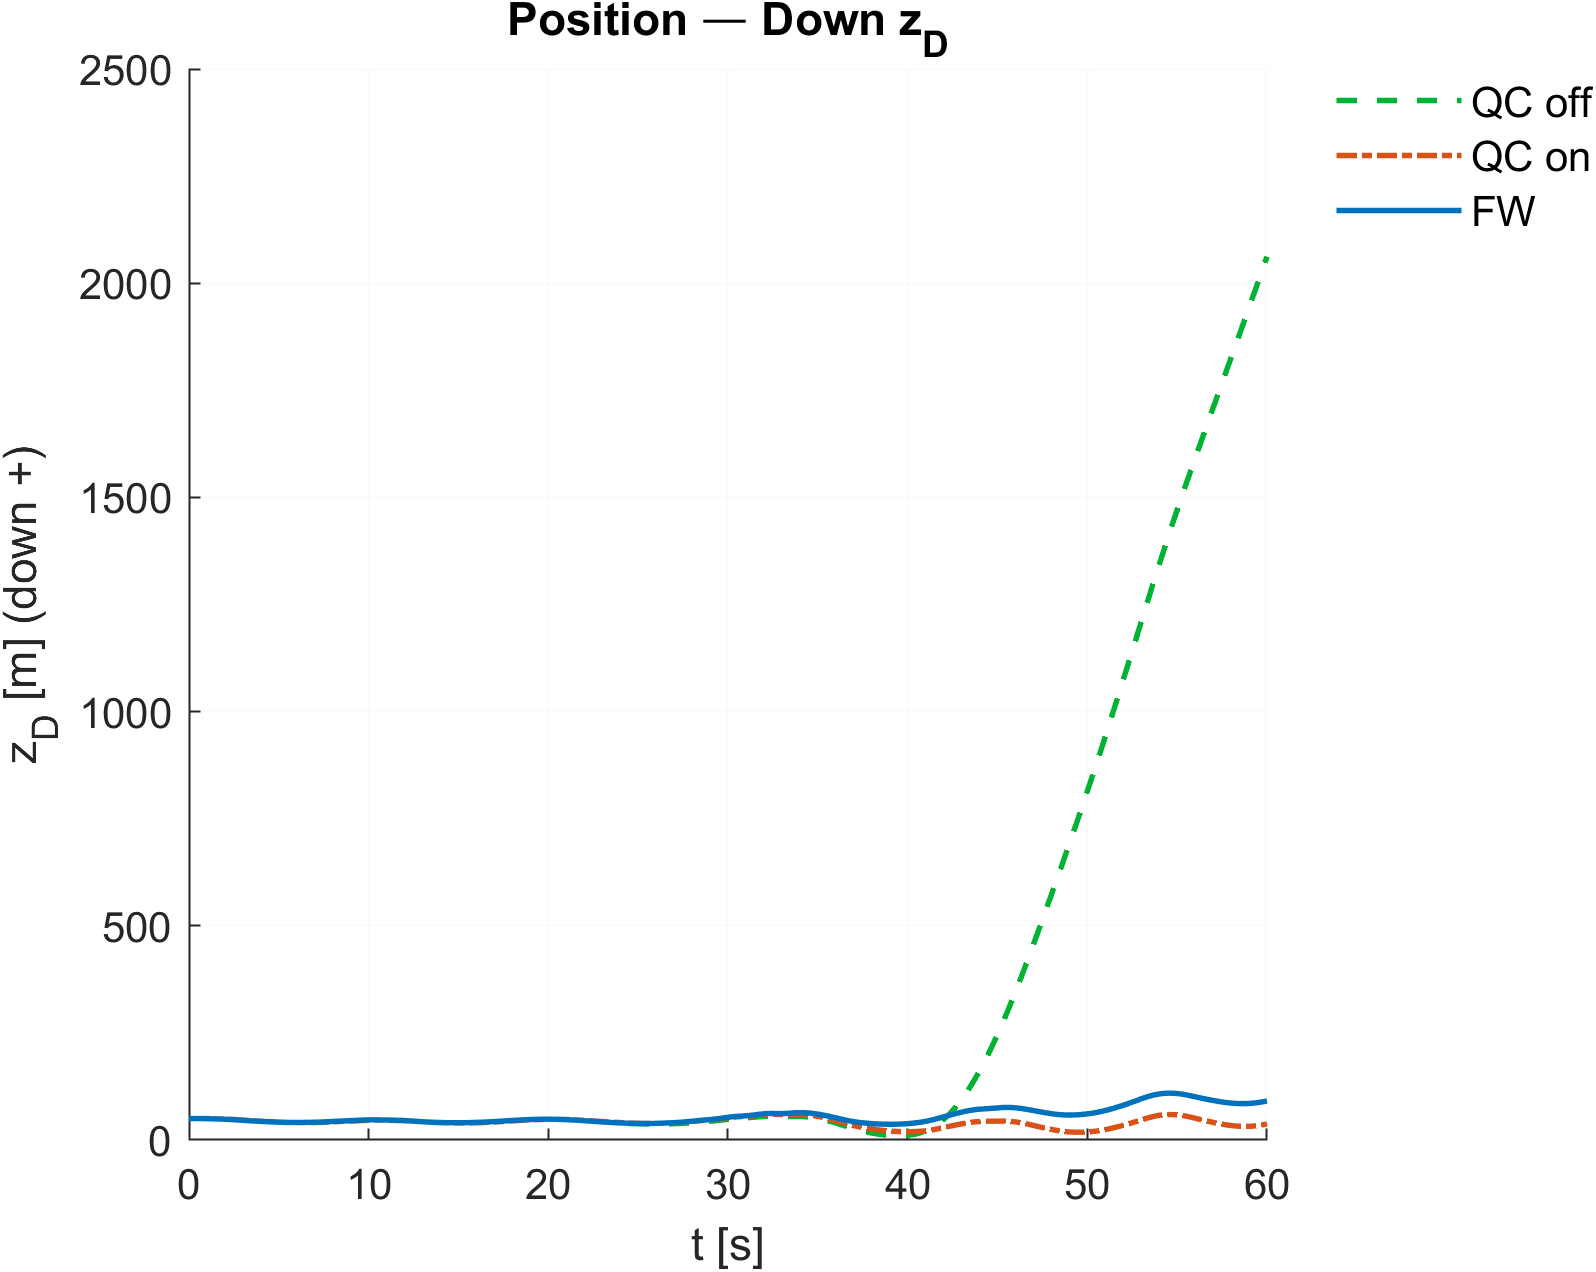 Position — Down z_D
2500
2000
1500
1000
500
0
z_D [m] (down +)
0 10 20 30 40 50 60
t [s]
QC off
QC on
FW